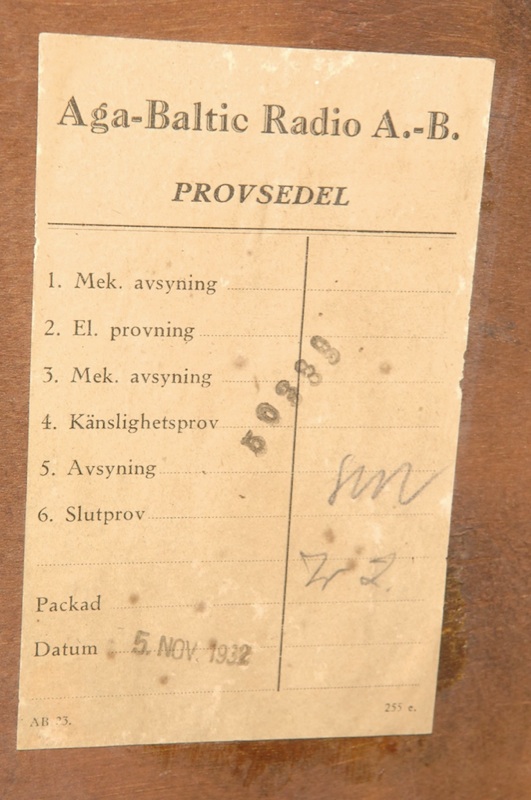 Aga-Baltic Radio A.-B.
PROVSEDEL
1. Mek. avsyning
2. El. provning
3. Mek. avsyning
4. Känslighetsprov
5. Avsyning
6. Slutprov
Packad
Datum 5. NOV. 1932
AB 23.
255 e.